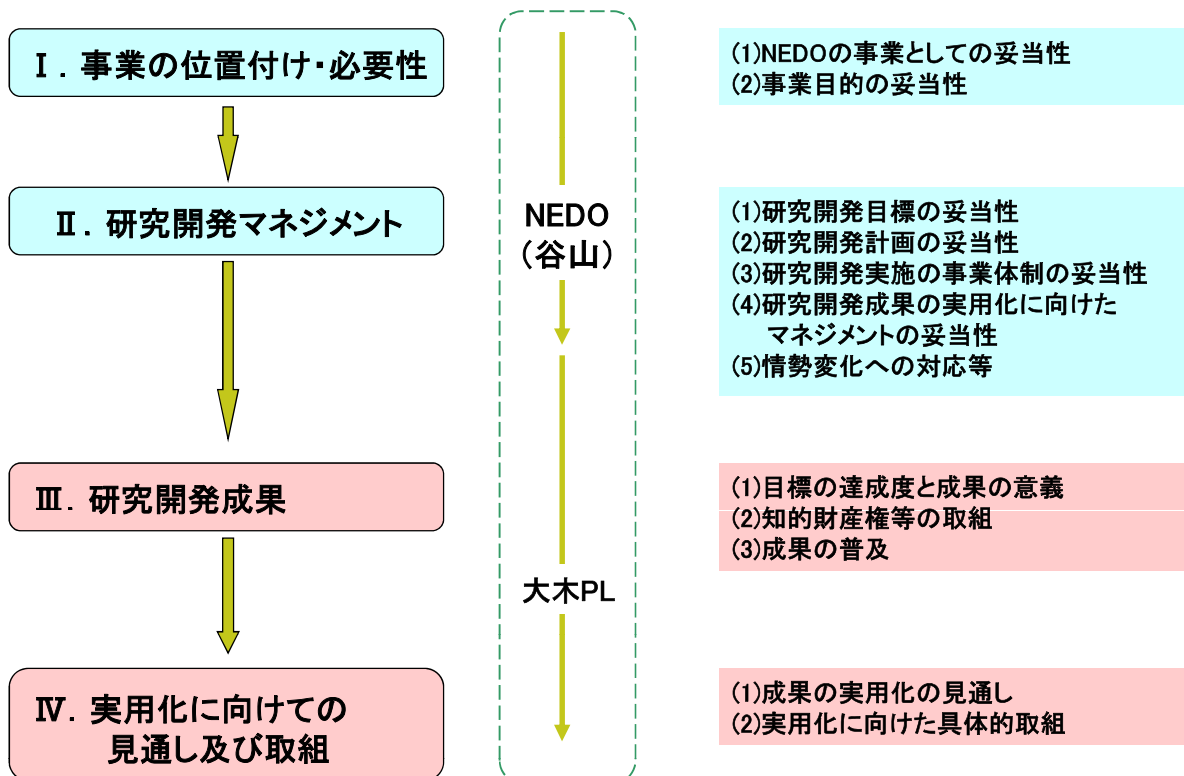 Ⅰ．事業の位置付け・必要性
(1)NEDOの事業としての妥当性
(2)事業目的の妥当性
Ⅱ．研究開発マネジメント
NEDO
（谷山）
(1)研究開発目標の妥当性
(2)研究開発計画の妥当性
(3)研究開発実施の事業体制の妥当性
(4)研究開発成果の実用化に向けた
マネジメントの妥当性
(5)情勢変化への対応等
Ⅲ．研究開発成果
(1)目標の達成度と成果の意義
(2)知的財産権等の取組
(3)成果の普及
大木PL
Ⅳ．実用化に向けての
見通し及び取組
(1)成果の実用化の見通し
(2)実用化に向けた具体的取組